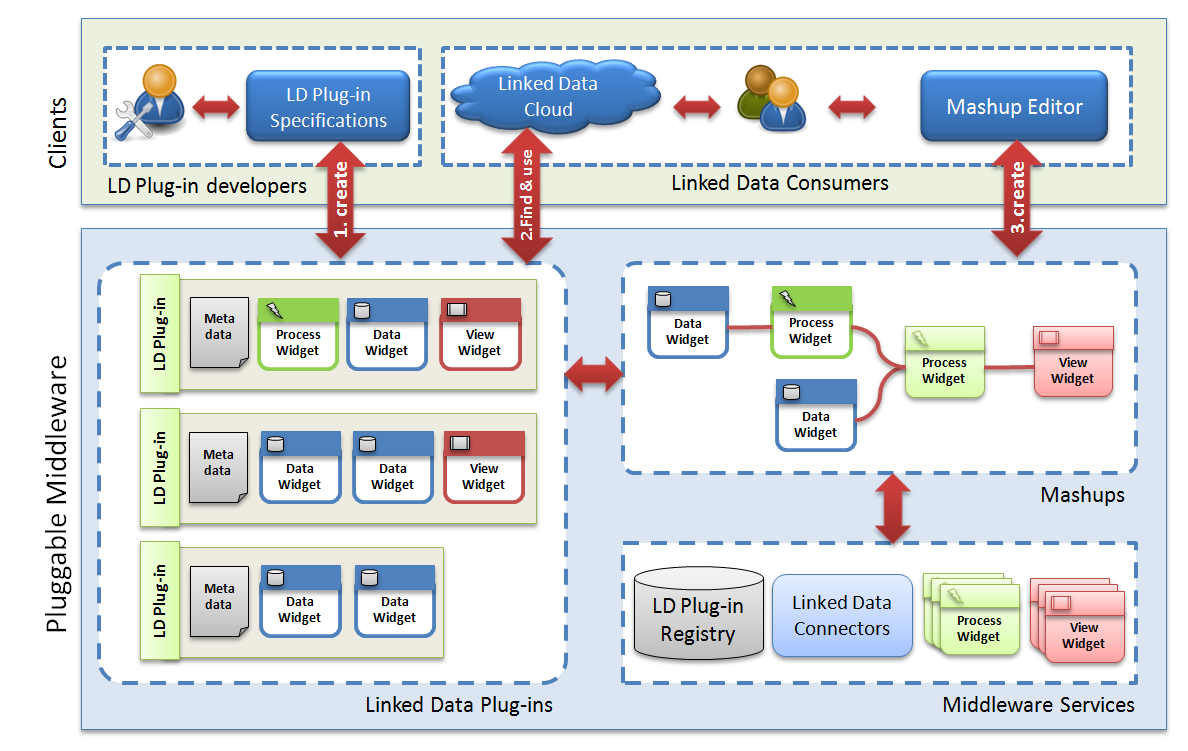 Clients
LD Plug-in
Specifications
LD Plug-in developers
Linked Data
Cloud
Mashup Editor
Linked Data Consumers
1. create
2.Find & use
3.create
Pluggable Middleware
LD Plug-in
Meta
data
Process
Widget
Data
Widget
View
Widget
LD Plug-in
Meta
data
Data
Widget
Data
Widget
View
Widget
LD Plug-in
Meta
data
Data
Widget
Data
Widget
Linked Data Plug-ins
Data
Widget
Process
Widget
Data
Widget
Process
Widget
View
Widget
Mashups
LD Plug-in
Registry
Linked Data
Connectors
Process
Widget
View
Widget
Middleware Services